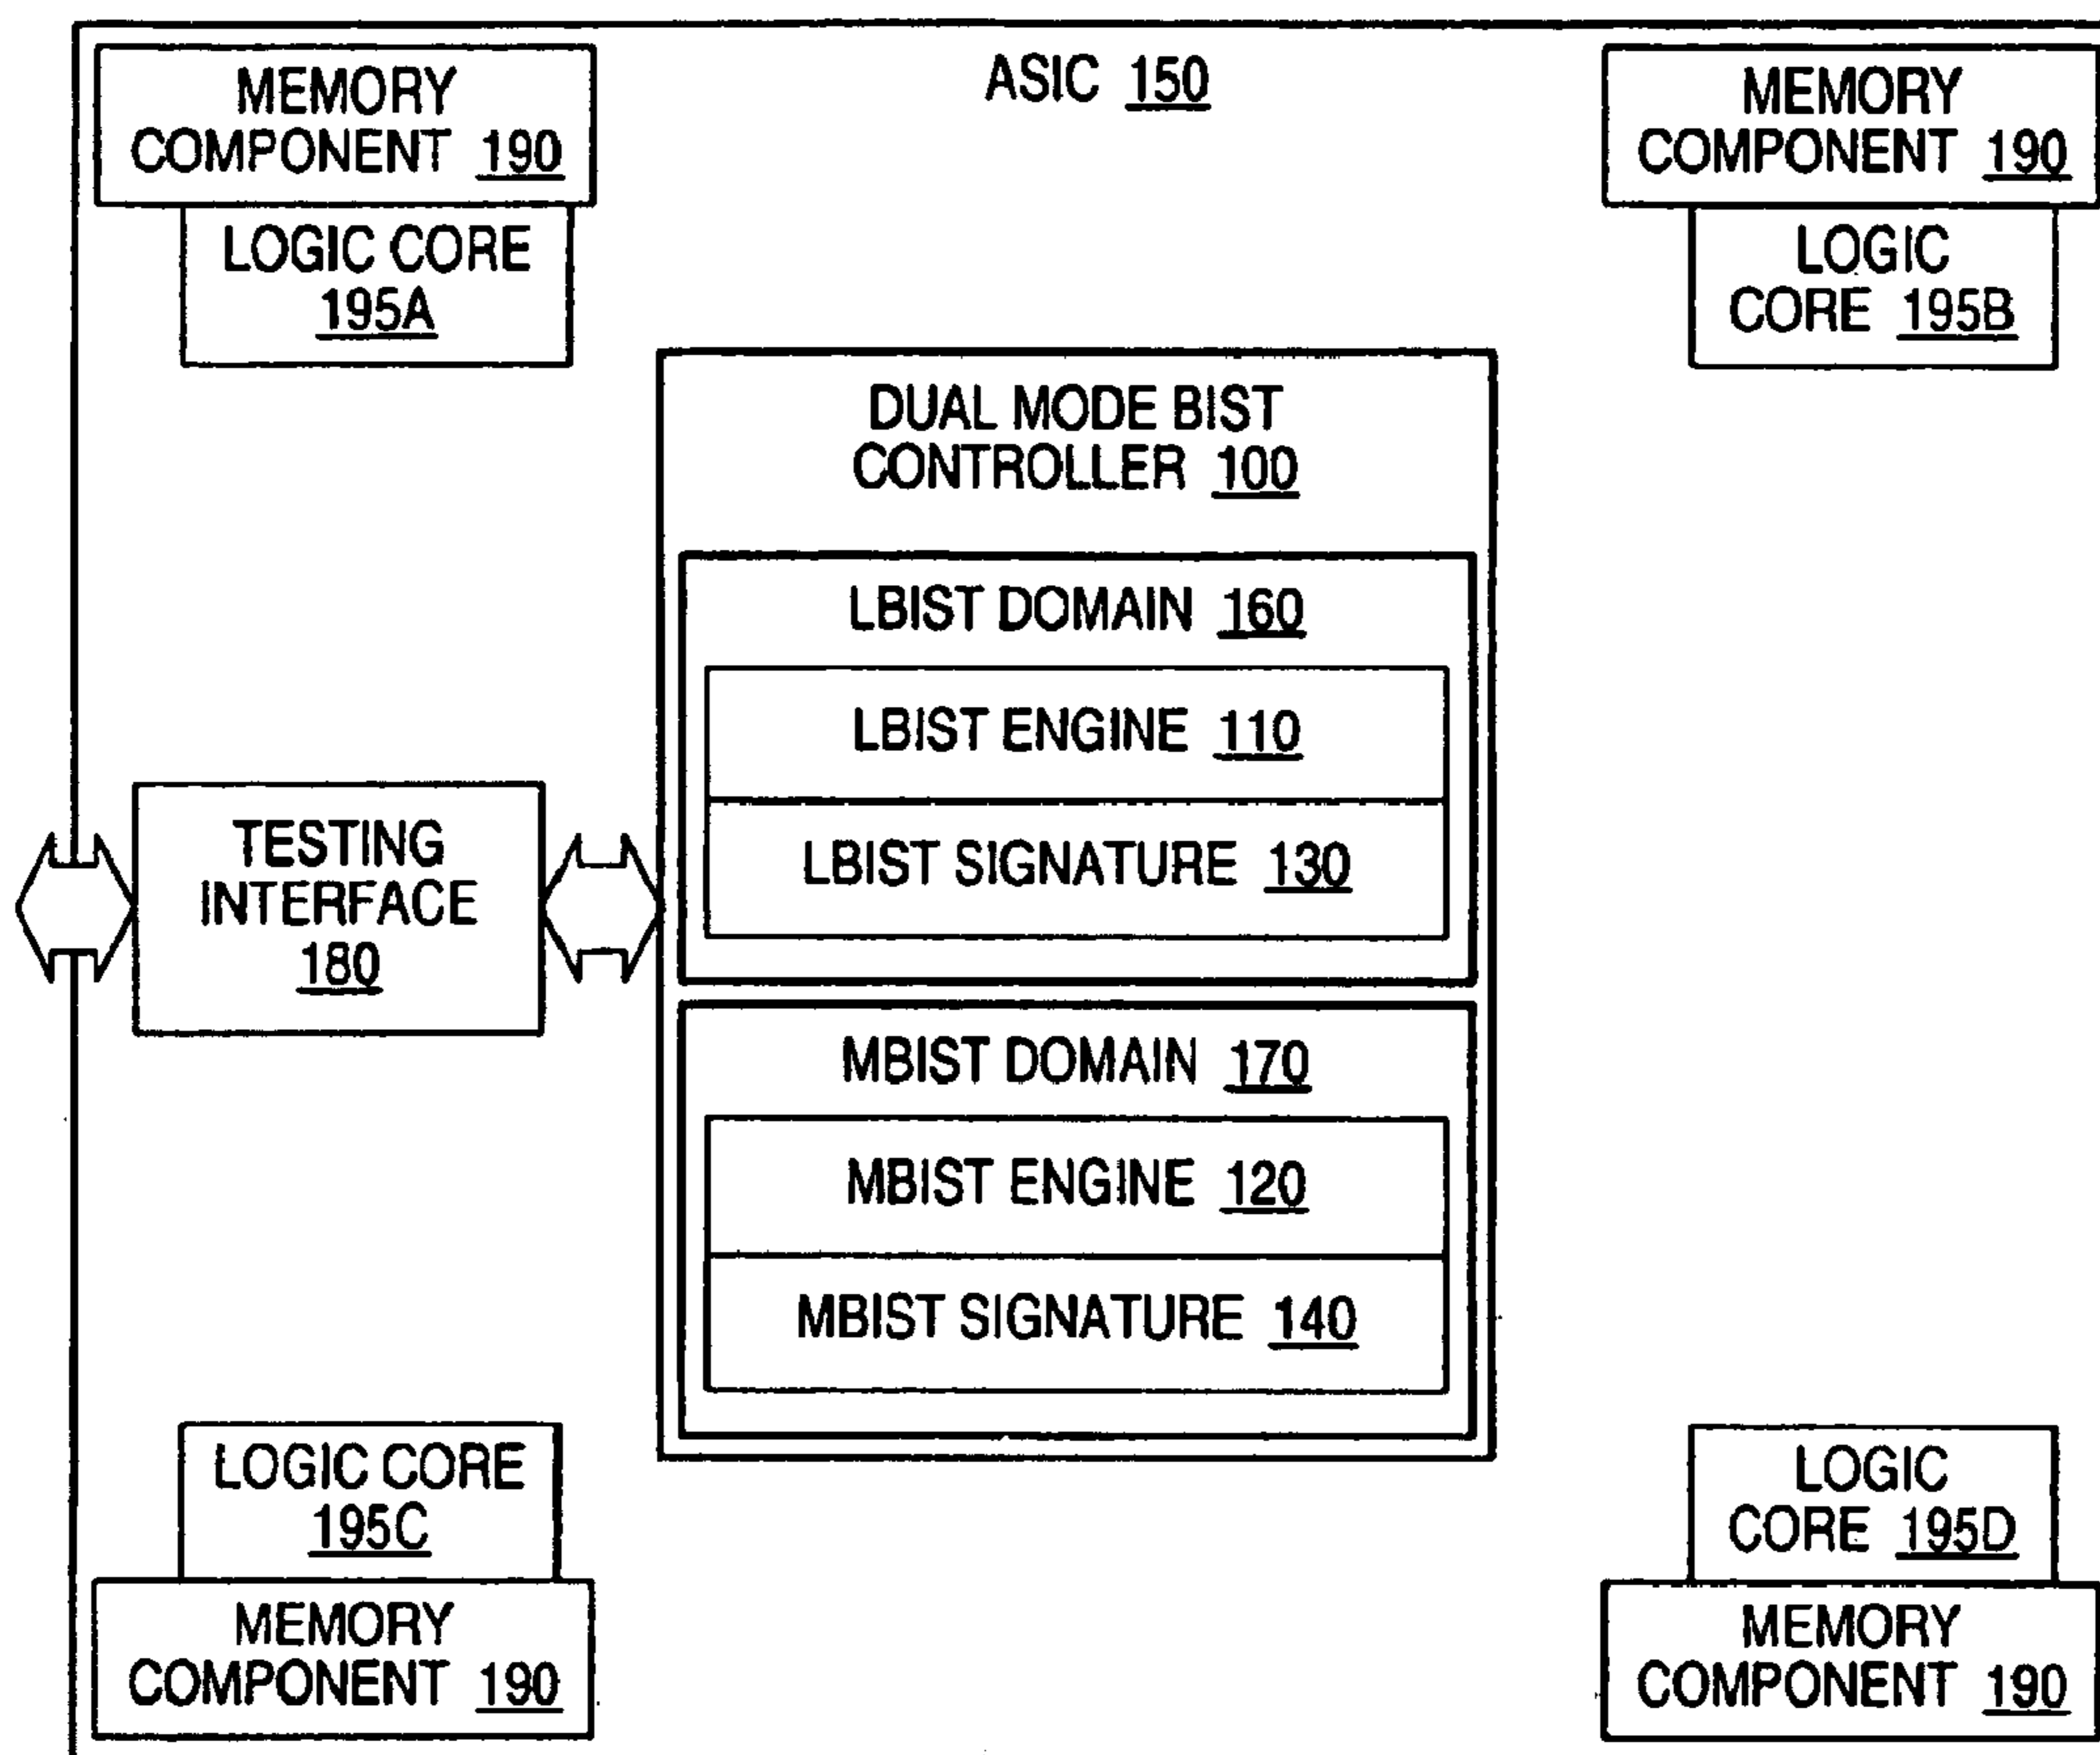 MEMORY
COMPONENT 190
LOGIC CORE
195A
ASIC 150
MEMORY
COMPONENT 190
LOGIC
CORE 195B
DUAL MODE BIST
CONTROLLER 100
LBIST DOMAIN 160
LBIST ENGINE 110
LBIST SIGNATURE 130
TESTING
INTERFACE
180
MBIST DOMAIN 170
MBIST ENGINE 120
MBIST SIGNATURE 140
LOGIC CORE
195C
MEMORY
COMPONENT 190
LOGIC
CORE 195D
MEMORY
COMPONENT 190